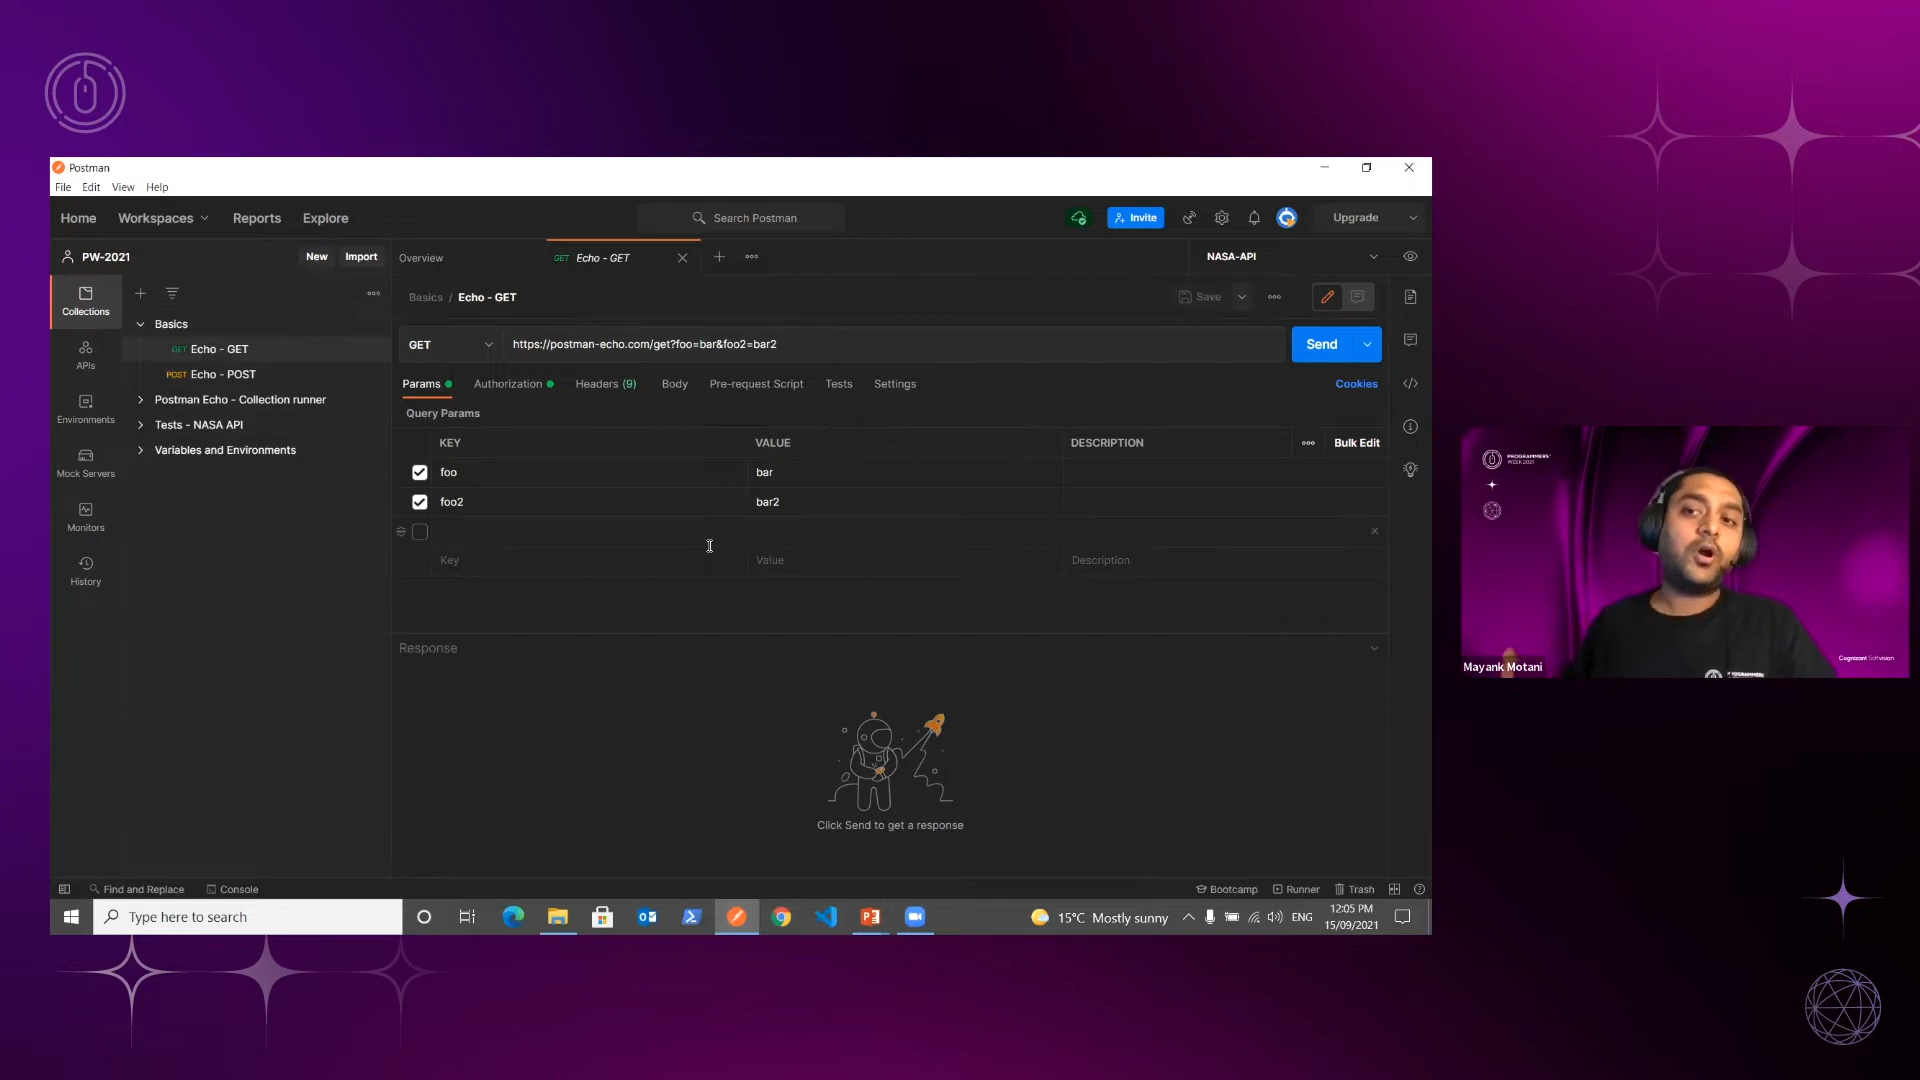 Postman
File Edit View Help
Home Workspaces Reports Explore Search Postman Invite Upgrade
PW-2021 New Import Overview GET Echo - GET NASA-API
Basics / Echo - GET Save
Collections
Basics
GET Echo - GET
POST Echo - POST
Postman Echo - Collection runner
Tests - NASA API
Variables and Environments
APIs
Environments
Mock Servers
Monitors
History
GET https://postman-echo.com/get?foo=bar&foo2=bar2 Send
Params Authorization Headers (9) Body Pre-request Script Tests Settings Cookies
Query Params
KEY VALUE DESCRIPTION Bulk Edit
foo bar
foo2 bar2
Key Value Description
Response
Click Send to get a response
Find and Replace Console Bootcamp Runner Trash
Type here to search 15°C Mostly sunny ENG 12:05 PM
15/09/2021
PROGRAMMERS'
WEEK 2021
Cognizant Softvision
Mayank Motani